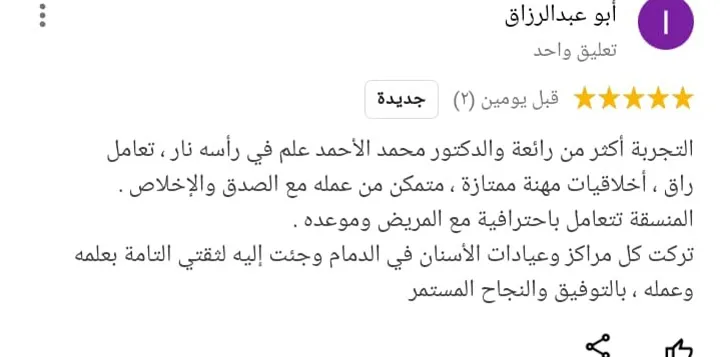 أبو عبدالرزاق
ا
تعليق واحد
قبل يومين (٢) جديدة
التجربة أكثر من رائعة والدكتور محمد الأحمد علم في رأسه نار ، تعامل
راق ، أخلاقيات مهنة ممتازة ، متمكن من عمله مع الصدق والإخلاص .
المنسقة تتعامل باحترافية مع المريض وموعده .
تركت كل مراكز وعيادات الأسنان في الدمام وجئت إليه لثقتي التامة بعلمه
وعمله ، بالتوفيق والنجاح المستمر